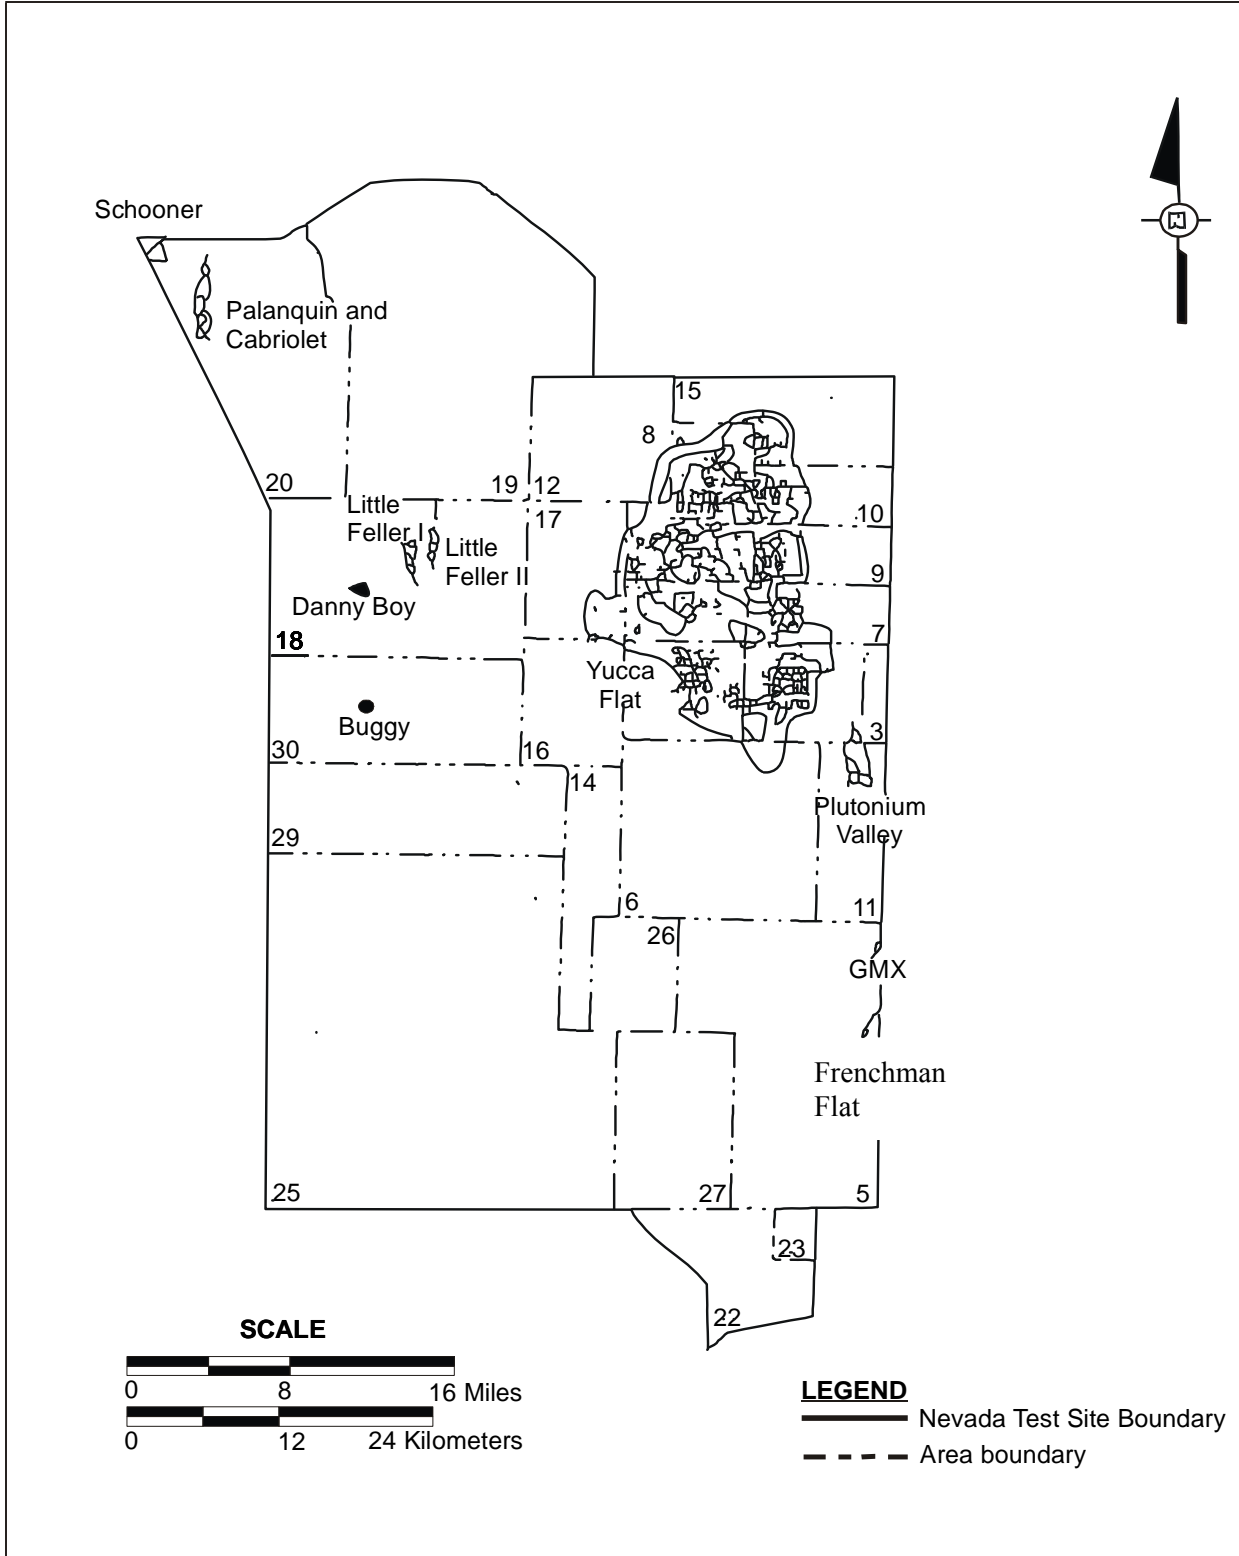 Schooner
Palanquin and
Cabriolet
15
8
20
19
12
Little
Feller I
17
10
Little
Feller II
9
Danny Boy
18
7
Yucca
Flat
Buggy
30
16
3
14
Plutonium
Valley
29
6
11
26
GMX
Frenchman
Flat
25
27
5
23
22
SCALE
0 8 16 Miles
0 12 24 Kilometers
LEGEND
Nevada Test Site Boundary
Area boundary